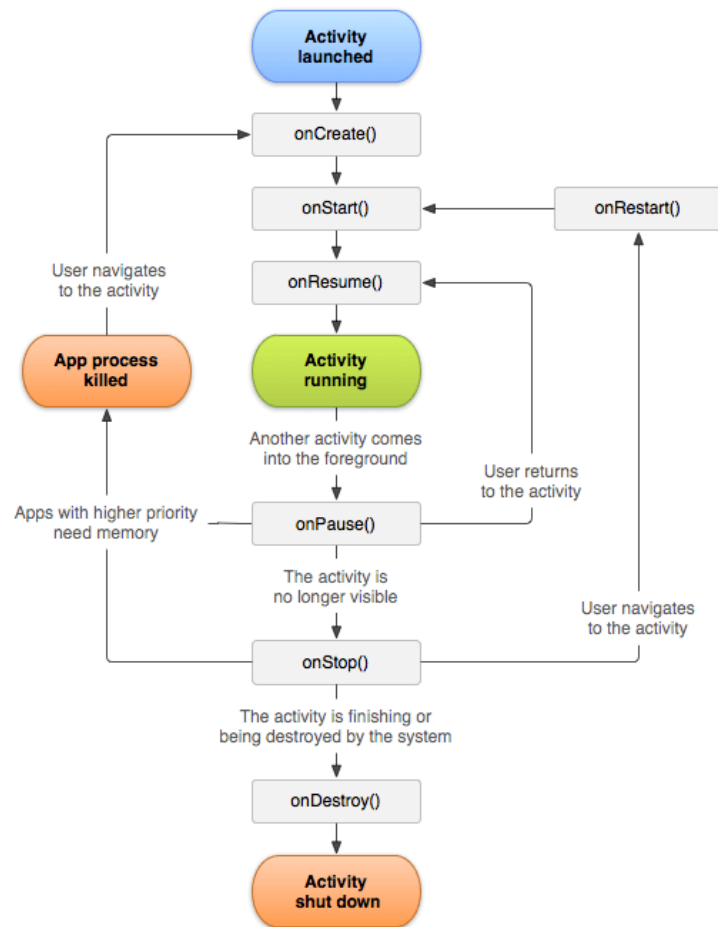 Activity
launched
onCreate()
onStart()
onRestart()
User navigates
to the activity
onResume()
App process
killed
Activity
running
Another activity comes
into the foreground
User returns
to the activity
Apps with higher priority
need memory
onPause()
The activity is
no longer visible
User navigates
to the activity
onStop()
The activity is finishing or
being destroyed by the system
onDestroy()
Activity
shut down